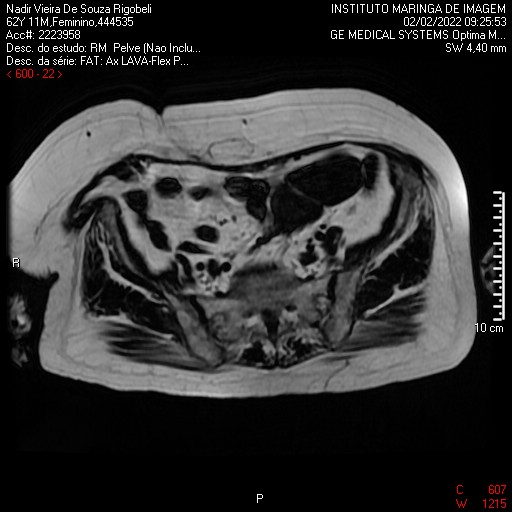 Nadir Vieira De Souza Rigobeli
62Y 11M,Feminino,444535
Acc#: 2223958
Desc. do estudo: RM Pelve (Nao Inclu...
Desc. da série: FAT: Ax LAVA-Flex P...
< 600 - 22 >
INSTITUTO MARINGA DE IMAGEM
02/02/2022 09:25:53
GE MEDICAL SYSTEMS Optima M...
SW 4,40 mm
R
10 cm
P
C 607
W 1215